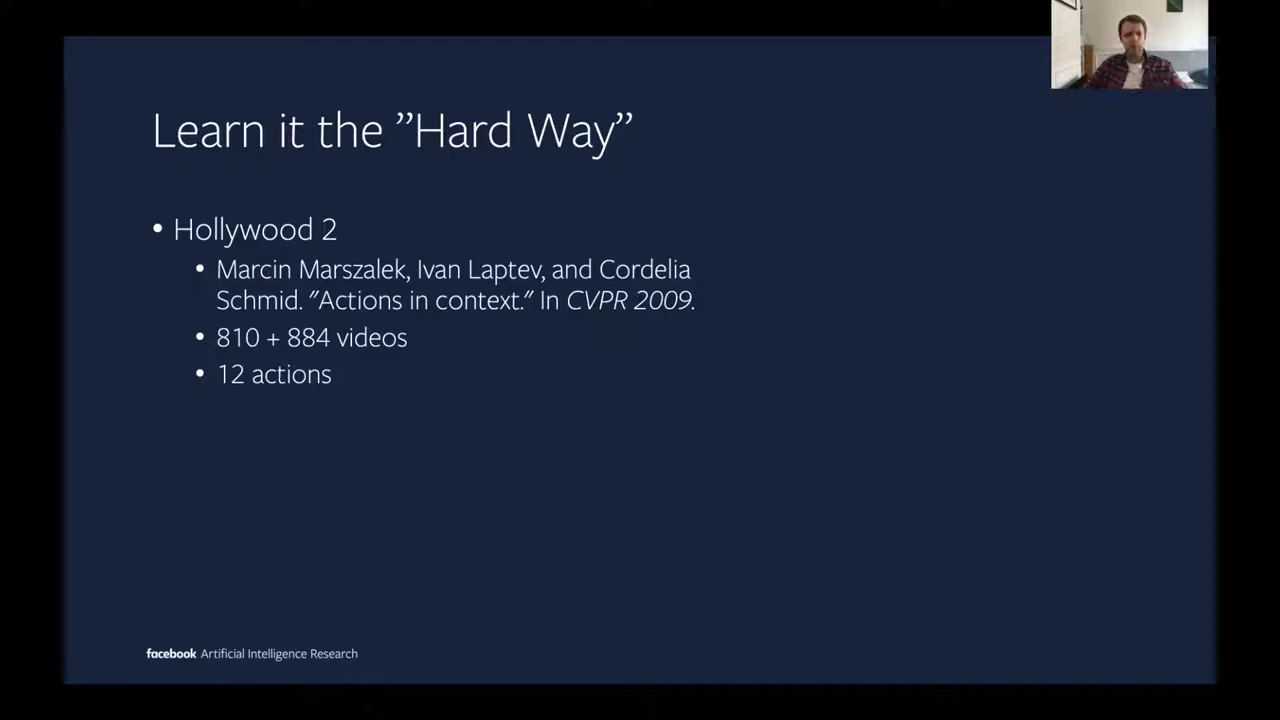 Learn it the ”Hard Way”
• Hollywood 2
• Marcin Marszalek, Ivan Laptev, and Cordelia
Schmid. "Actions in context." In CVPR 2009.
• 810 + 884 videos
• 12 actions
facebook Artificial Intelligence Research